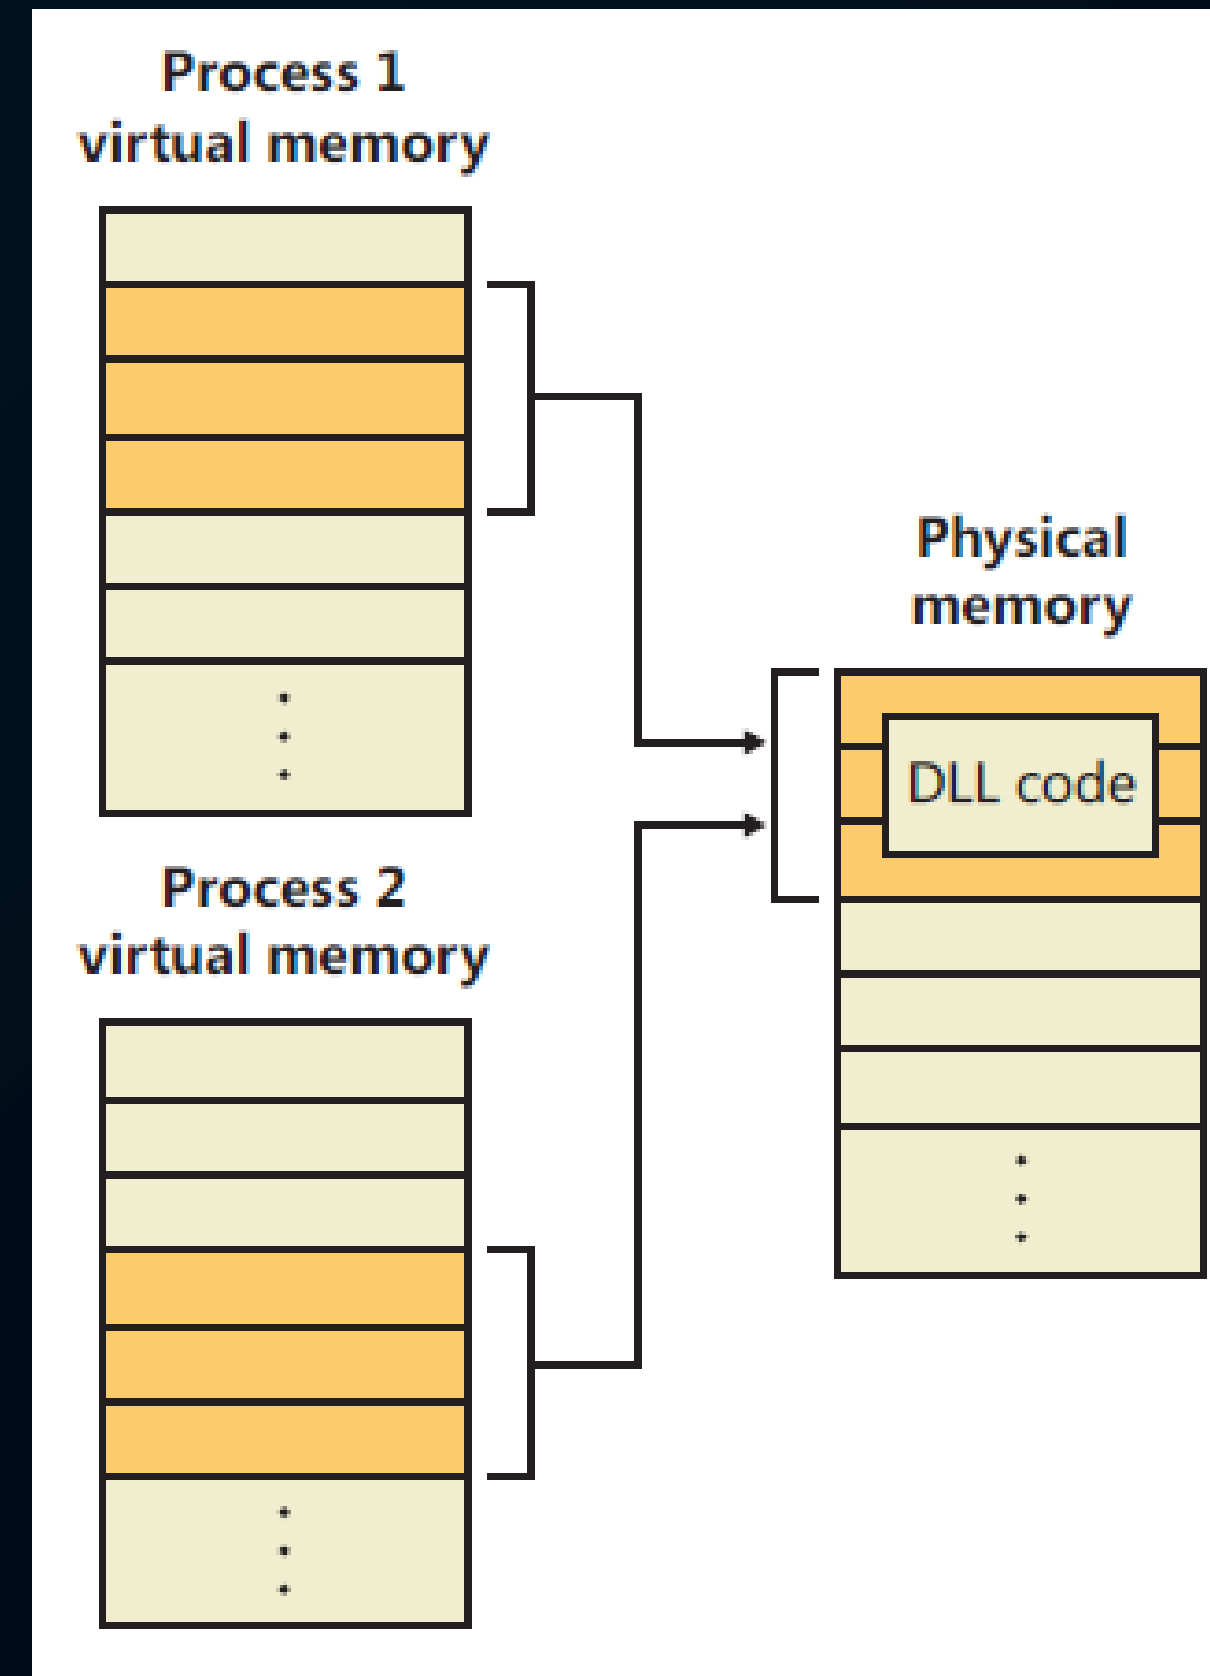 Process 1
virtual memory
Physical
memory
DLL code
Process 2
virtual memory